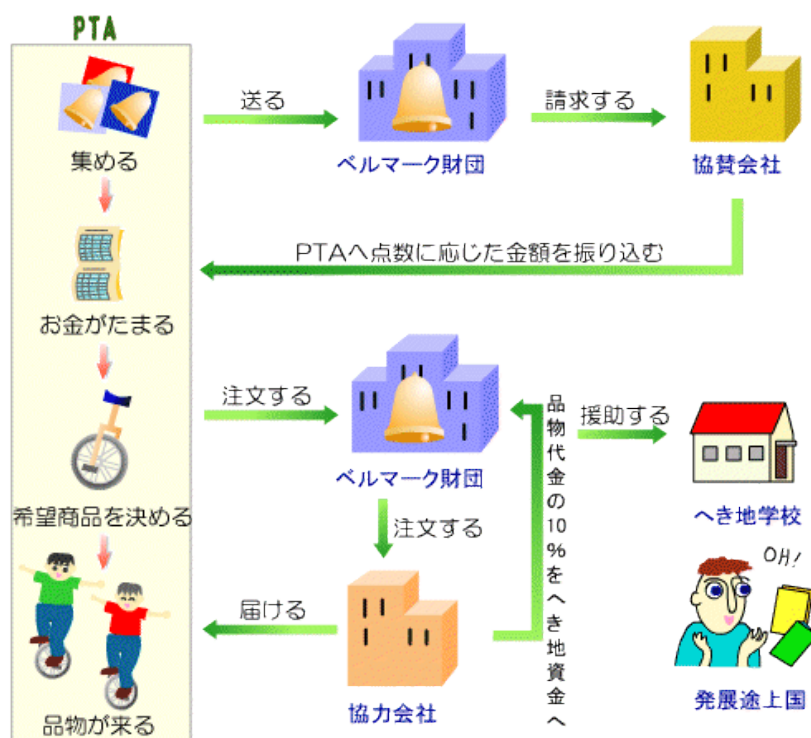 PTA
集める
送る
ベルマーク財団
請求する
協賛会社
PTAへ点数に応じた金額を振り込む
お金がたまる
注文する
ベルマーク財団
品物代金の10%をへき地資金へ
援助する
へき地学校
希望商品を決める
注文する
OH!
届ける
協力会社
発展途上国
品物が来る